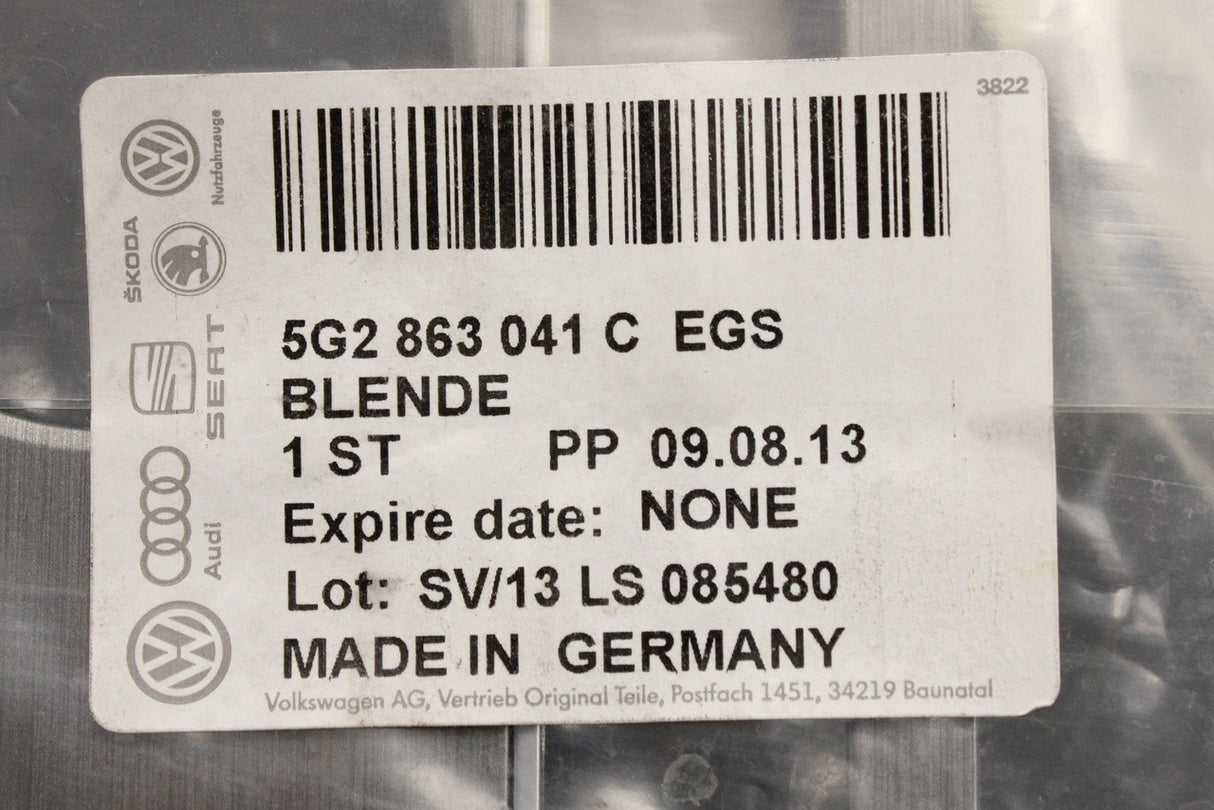 3822
Nutzfahrzeuge
ŠKODA
SEAT
Audi
5G2 863 041 C EGS
BLENDE
1 ST PP 09.08.13
Expire date: NONE
Lot: SV/13 LS 085480
MADE IN GERMANY
Volkswagen AG, Vertrieb Original Teile, Postfach 1451, 34219 Baunatal